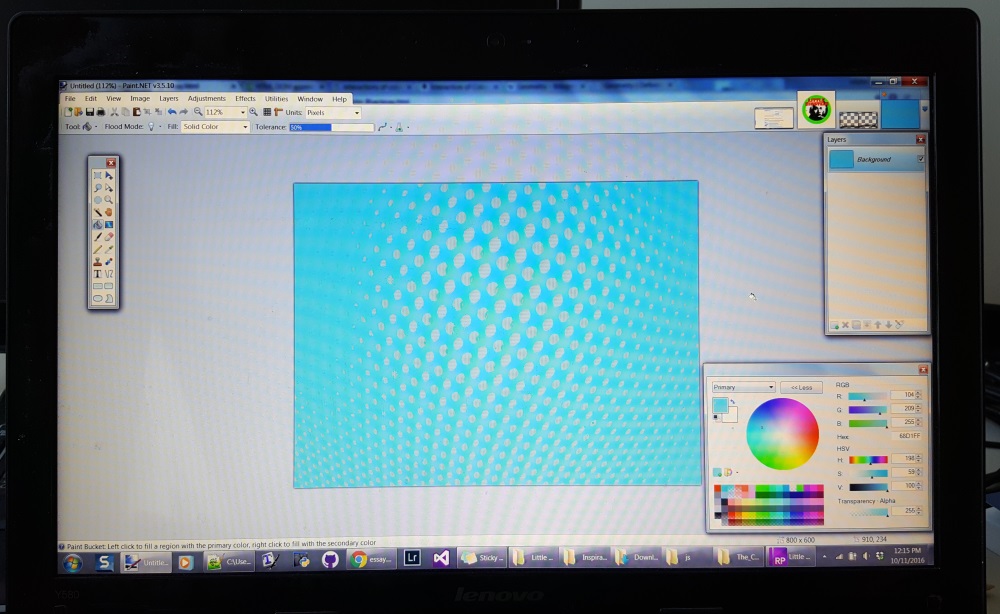 Untitled (112%) - Paint.NET v3.5.10
File Edit View Image Layers Adjustments Effects Utilities Window Help
112% Units: Pixels
Tool: Flood Mode: Fill: Solid Color Tolerance: 50%
Layers
Background
Primary << Less
RGB
R: 104
G: 209
B: 255
Hex 68D1FF
HSV
H: 198
S: 59
V: 100
Transparency - Alpha
255
Paint Bucket: Left click to fill a region with the primary color, right click to fill with the secondary color
800 x 600
910, 234
Untitle... C:\Use... essay... Lr Sticky ... Little ... Inspira... Downl... js The_C... RP Little ...
12:15 PM
10/11/2016
Y580
lenovo